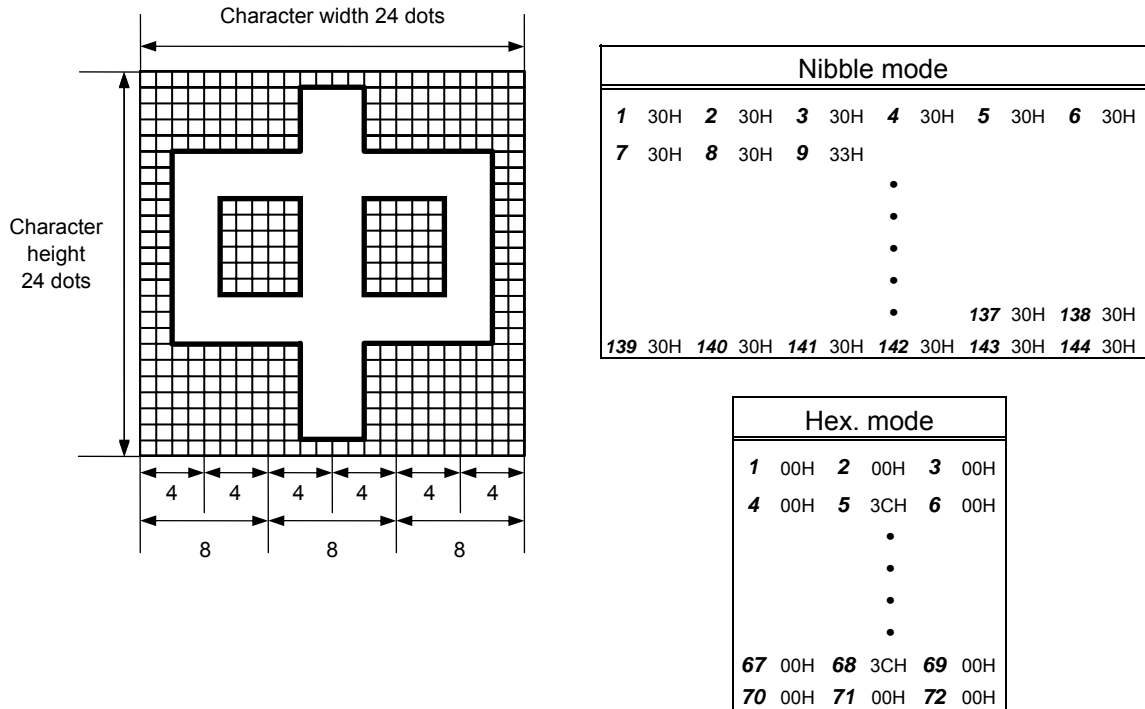 Character width 24 dots
Character
height
24 dots
4 4 4 4 4 4
8 8 8
Nibble mode
1 30H 2 30H 3 30H 4 30H 5 30H 6 30H
7 30H 8 30H 9 33H
•
•
•
•
• 137 30H 138 30H
139 30H 140 30H 141 30H 142 30H 143 30H 144 30H
Hex. mode
1 00H 2 00H 3 00H
4 00H 5 3CH 6 00H
•
•
•
•
67 00H 68 3CH 69 00H
70 00H 71 00H 72 00H